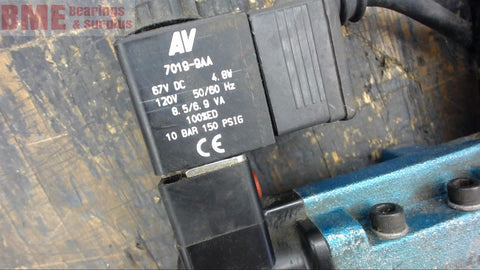 BME Bearings
& Surplus
AV
7019-9AA
67V DC 4.8W
120V 50/60 Hz
8.5/6.9 VA
100%ED
10 BAR 150 PSIG
CE